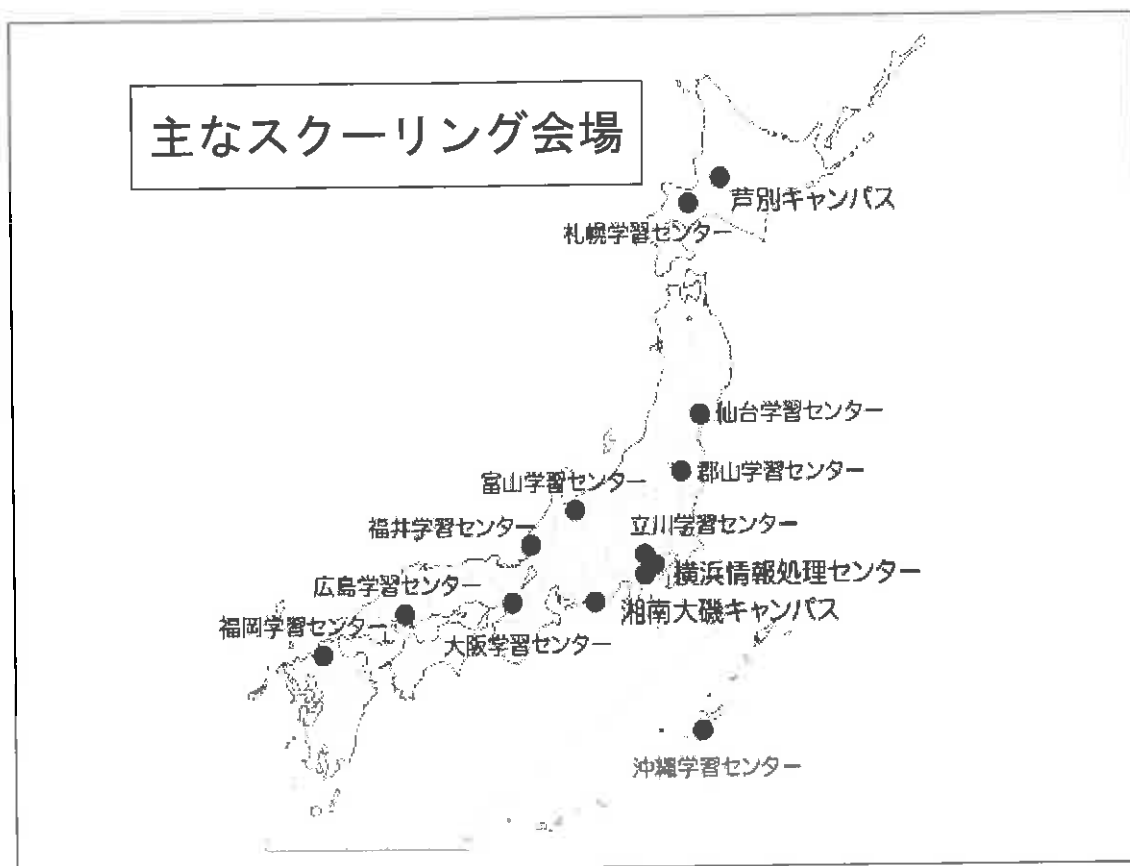 主なスクーリング会場
芦別キャンパス
札幌学習センター
仙台学習センター
郡山学習センター
富山学習センター
立川学習センター
福井学習センター
横浜情報処理センター
広島学習センター
湘南大磯キャンパス
福岡学習センター
大阪学習センター
沖縄学習センター